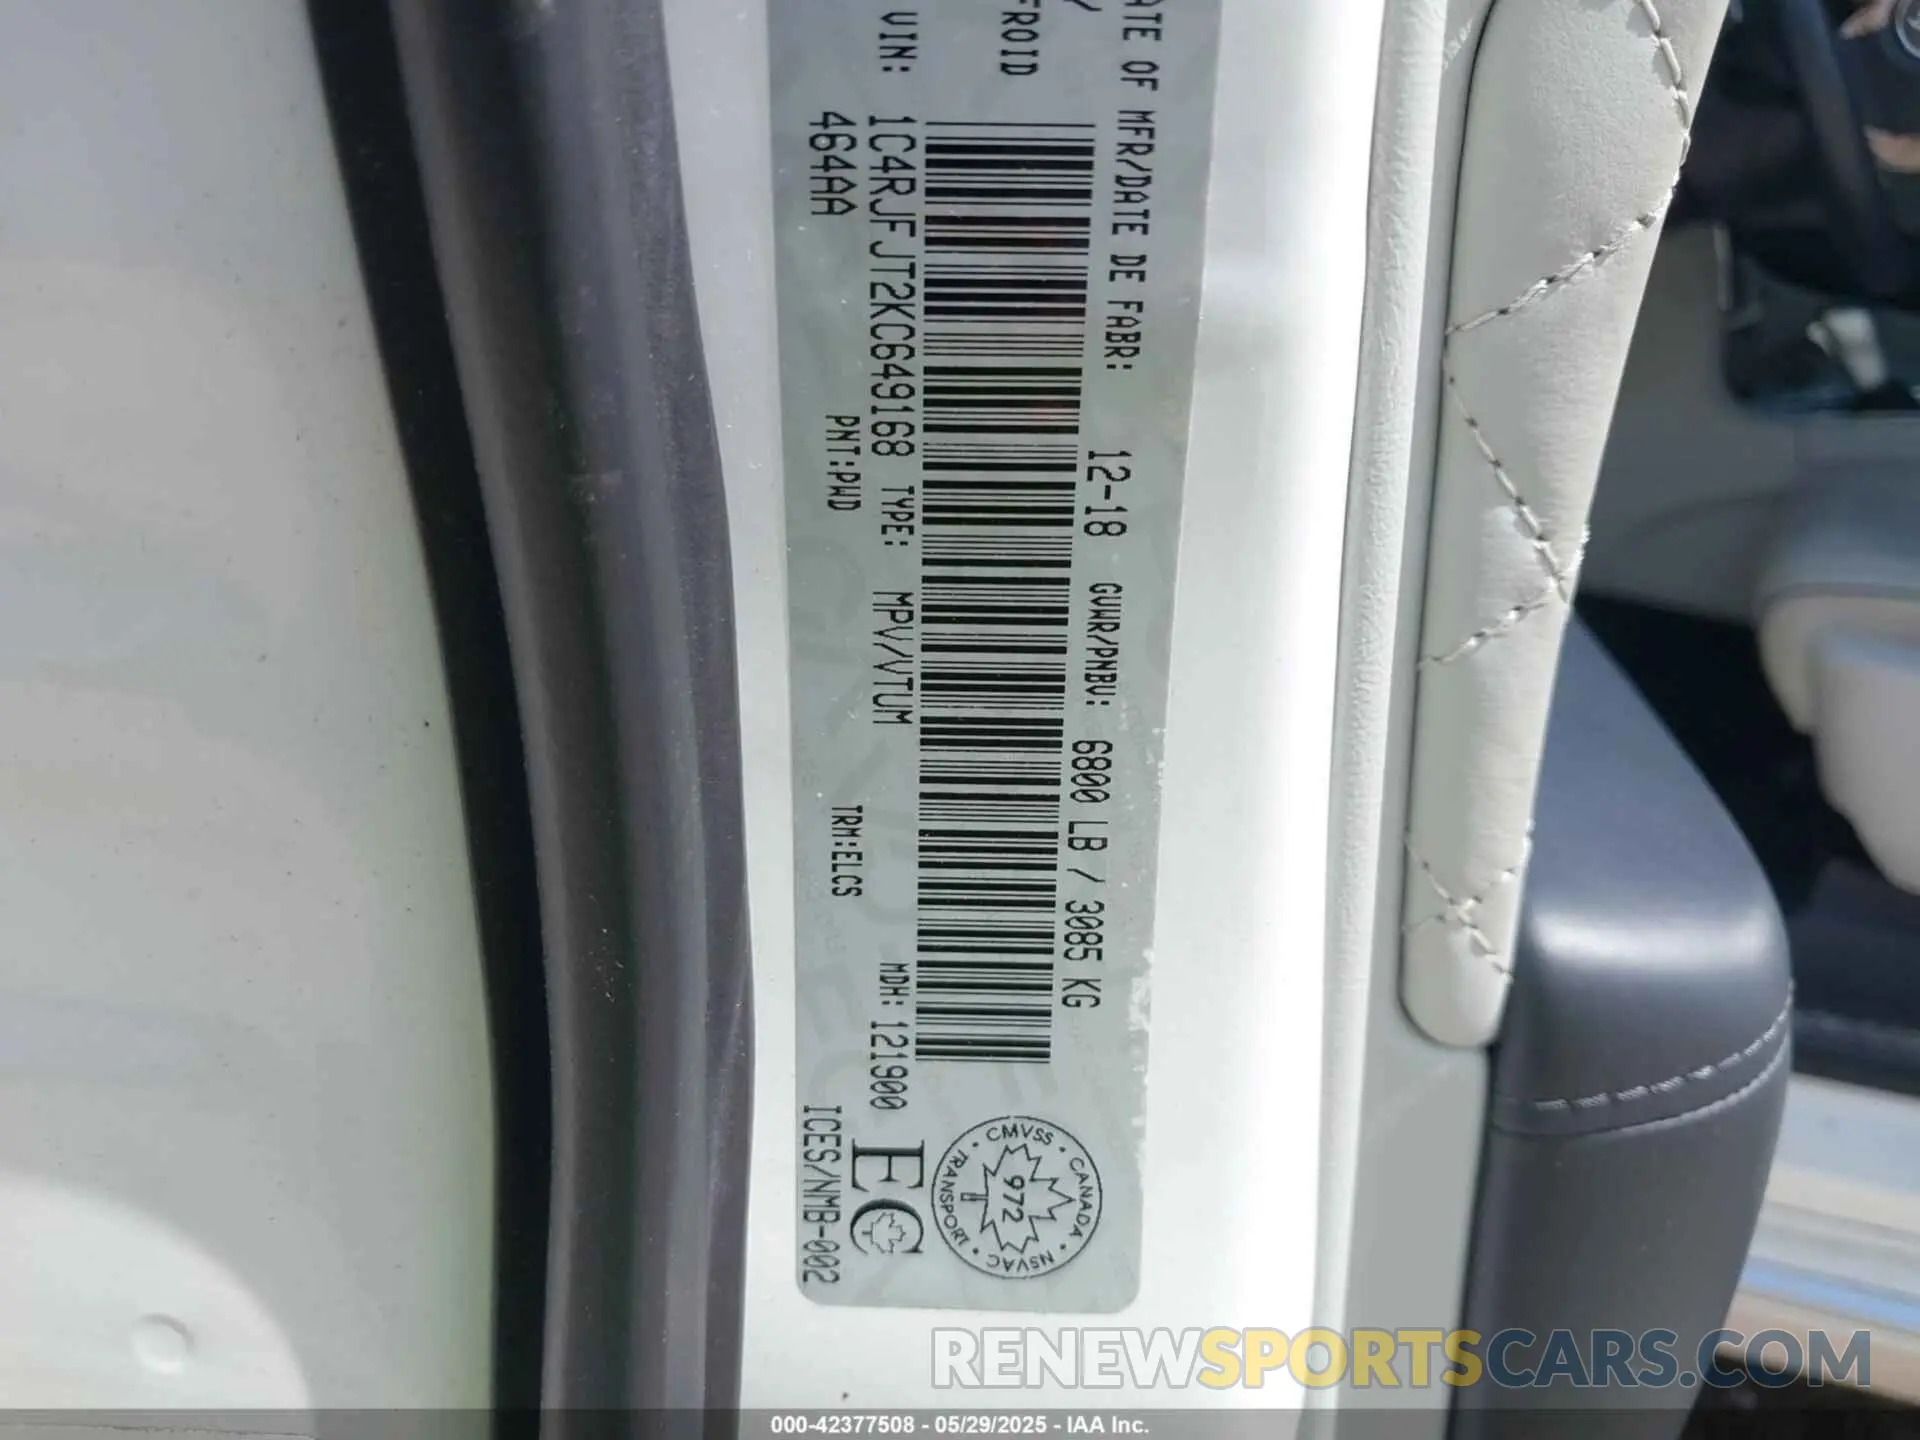 ATE OF MFR/DATE DE FABR: 12-18 GVWR/PNBV: 6800 LB / 3085 KG
FROID
VIN: 1C4RJFJT2KC649168 TYPE: MPV/VTUM MDH: 121900
464AA PNT:PWD TRM:ELCS ICES/NMB-002
EC
CMVSS • CANADA • NSVAC • TRANSPORT •
972
RENEWSPORTSCARS.COM
000-42377508 - 05/29/2025 - IAA Inc.